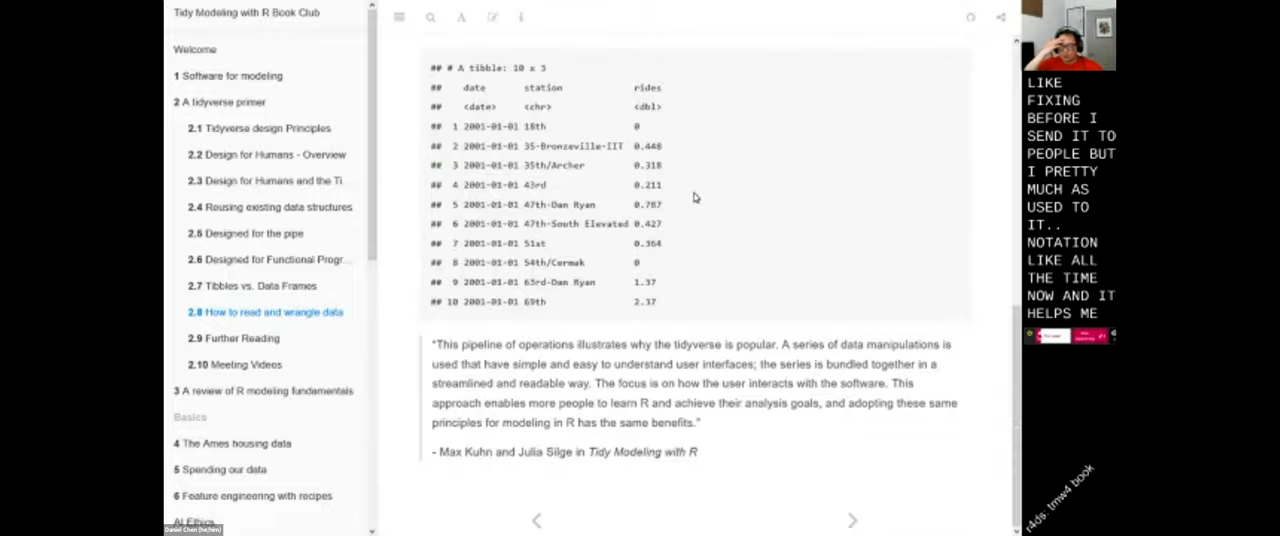 Tidy Modeling with R Book Club
Welcome
1 Software for modeling
2 A tidyverse primer
2.1 Tidyverse design Principles
2.2 Design for Humans - Overview
2.3 Design for Humans and the Ti
2.4 Reusing existing data structures
2.5 Designed for the pipe
2.6 Designed for Functional Progr...
2.7 Tibbles vs. Data Frames
2.8 How to read and wrangle data
2.9 Further Reading
2.10 Meeting Videos
3 A review of R modeling fundamentals
Basics
4 The Ames housing data
5 Spending our data
6 Feature engineering with recipes
AI Ethics
Daniel Chen (he/him)
## # A tibble: 10 x 3
## date station rides
## <date> <chr> <dbl>
## 1 2001-01-01 18th 0
## 2 2001-01-01 35-Bronzeville-IIT 0.448
## 3 2001-01-01 35th/Archer 0.318
## 4 2001-01-01 43rd 0.211
## 5 2001-01-01 47th-Dan Ryan 0.787
## 6 2001-01-01 47th-South Elevated 0.427
## 7 2001-01-01 51st 0.364
## 8 2001-01-01 54th/Cermak 0
## 9 2001-01-01 63rd-Dan Ryan 1.37
## 10 2001-01-01 69th 2.37
"This pipeline of operations illustrates why the tidyverse is popular. A series of data manipulations is
used that have simple and easy to understand user interfaces; the series is bundled together in a
streamlined and readable way. The focus is on how the user interacts with the software. This
approach enables more people to learn R and achieve their analysis goals, and adopting these same
principles for modeling in R has the same benefits."
- Max Kuhn and Julia Silge in Tidy Modeling with R
LIKE
FIXING
BEFORE I
SEND IT TO
PEOPLE BUT
I PRETTY
MUCH AS
USED TO
IT..
NOTATION
LIKE ALL
THE TIME
NOW AND IT
HELPS ME
r4ds: tmw4 book